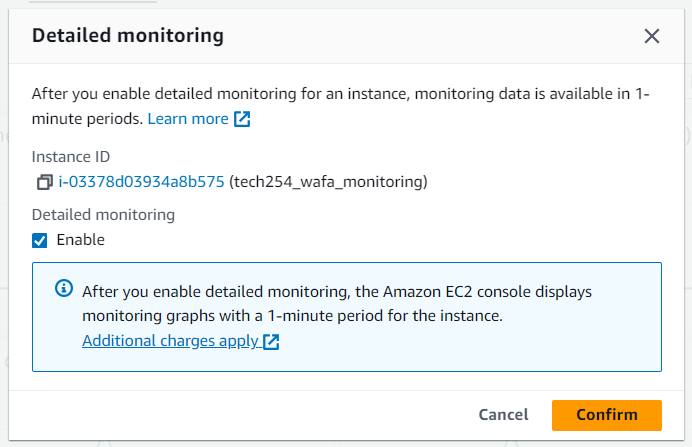 Detailed monitoring
After you enable detailed monitoring for an instance, monitoring data is available in 1-
minute periods. Learn more
Instance ID
i-03378d03934a8b575 (tech254_wafa_monitoring)
Detailed monitoring
Enable
After you enable detailed monitoring, the Amazon EC2 console displays
monitoring graphs with a 1-minute period for the instance.
Additional charges apply
Cancel
Confirm